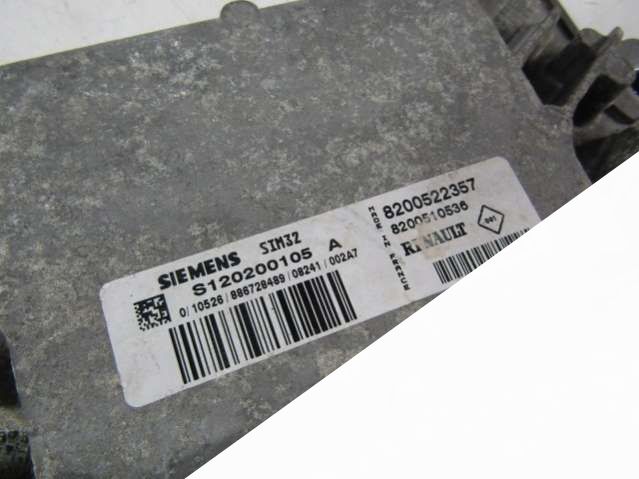 SIEMENS SIM32
S120200105 A
0/10526/886728489/08241/002A7
MADE IN FRANCE
8200522357
8200510536
RENAULT